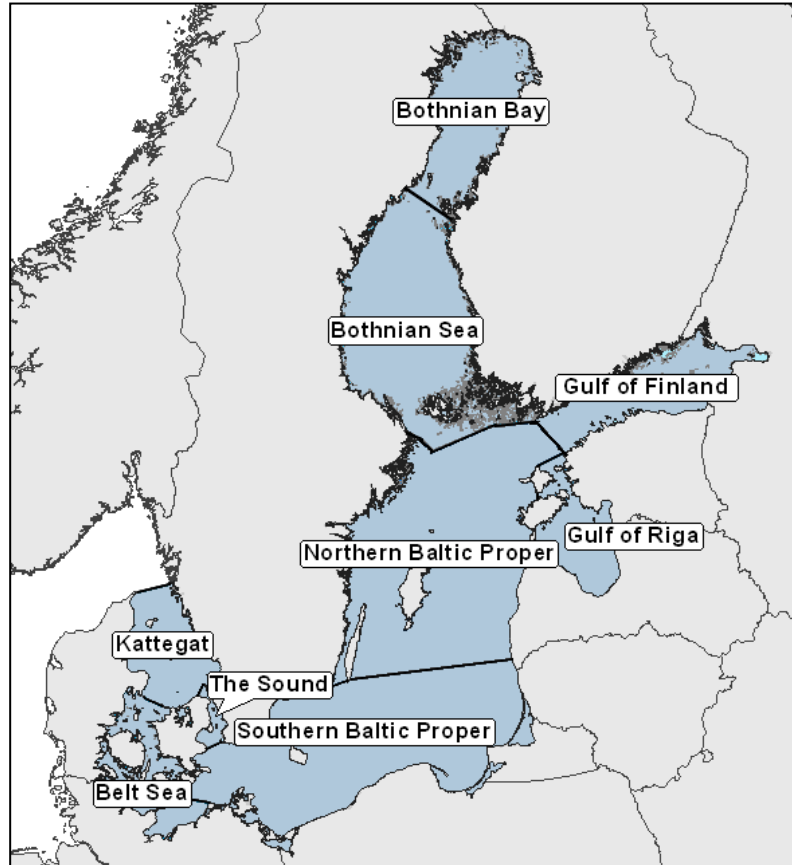 Bothnian Bay
Bothnian Sea
Gulf of Finland
Northern Baltic Proper
Gulf of Riga
Kattegat
The Sound
Southern Baltic Proper
Belt Sea